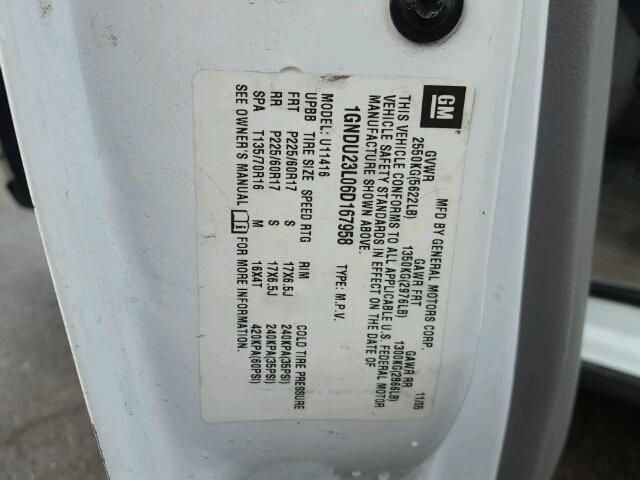 GM
MFD BY GENERAL MOTORS CORP. 11/05
GVWR GAWR FRT GAWR RR
2550KG(5622LB) 1350KG(2976LB) 1300KG(2866LB)
THIS VEHICLE CONFORMS TO ALL APPLICABLE U.S. FEDERAL MOTOR
VEHICLE SAFETY STANDARDS IN EFFECT ON THE DATE OF
MANUFACTURE SHOWN ABOVE.
1GNDU23L06D167958 TYPE: M.P.V.
MODEL: U11416
UPBB TIRE SIZE SPEED RTG RIM COLD TIRE PRESSURE
FRT P225/60R17 S 17X6.5J 240KPA(35PSI)
RR P225/60R17 S 17X6.5J 240KPA(35PSI)
SPA T135/70R16 M 16X4T 420KPA(60PSI)
SEE OWNER'S MANUAL FOR MORE INFORMATION.